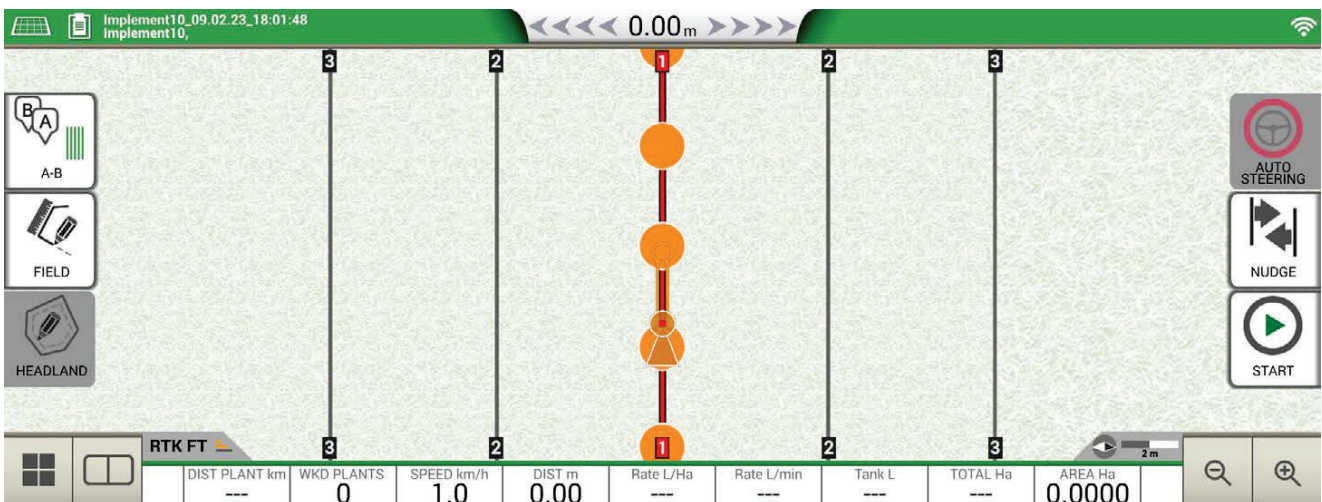 Implement10_09.02.23_18:01:48
Implement10,
0.00 m
3 2 1 2 3
B
A
A-B
AUTO
STEERING
FIELD
NUDGE
HEADLAND
START
RTK FT
3 2 1 2 3
2 m
DIST PLANT km WKD PLANTS SPEED km/h DIST m Rate L/Ha Rate L/min Tank L TOTAL Ha AREA Ha
--- 0 1.0 0.00 --- --- --- --- 0.0000